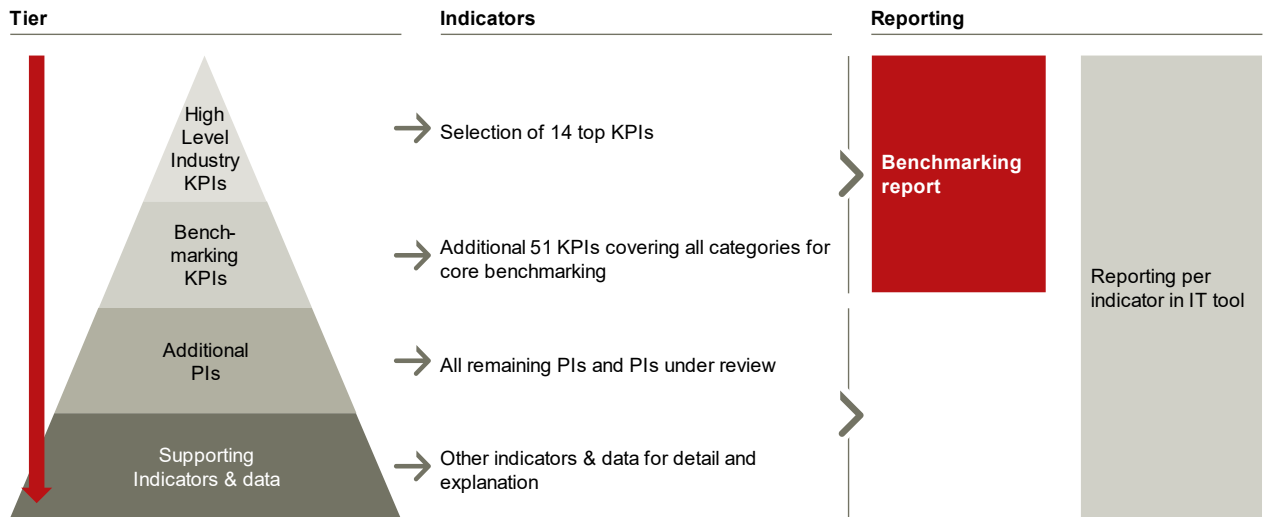 Tier
Indicators
Reporting
High
Level
Industry
KPIs
Selection of 14 top KPIs
Benchmarking
report
Bench-
marking
KPIs
Additional 51 KPIs covering all categories for
core benchmarking
Reporting per
indicator in IT tool
Additional
PIs
All remaining PIs and PIs under review
Supporting
Indicators & data
Other indicators & data for detail and
explanation